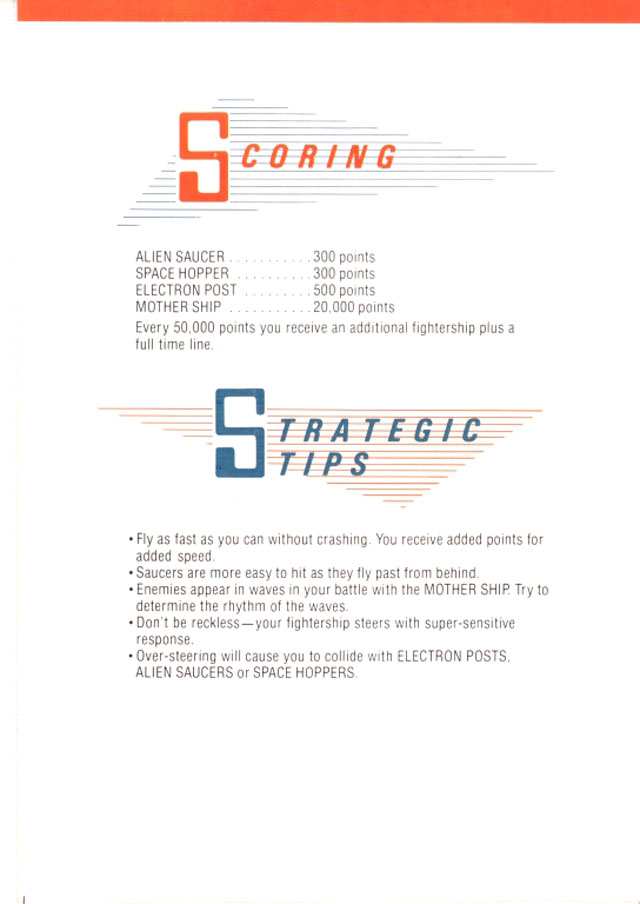 SCORING
ALIEN SAUCER . . . . . . . . . . . 300 points
SPACE HOPPER . . . . . . . . . . 300 points
ELECTRON POST . . . . . . . . . 500 points
MOTHER SHIP . . . . . . . . . . . 20,000 points
Every 50,000 points you receive an additional fightership plus a
full time line.
STRATEGIC
TIPS
• Fly as fast as you can without crashing. You receive added points for
added speed.
• Saucers are more easy to hit as they fly past from behind.
• Enemies appear in waves in your battle with the MOTHER SHIP. Try to
determine the rhythm of the waves.
• Don't be reckless—your fightership steers with super-sensitive
response.
• Over-steering will cause you to collide with ELECTRON POSTS,
ALIEN SAUCERS or SPACE HOPPERS.